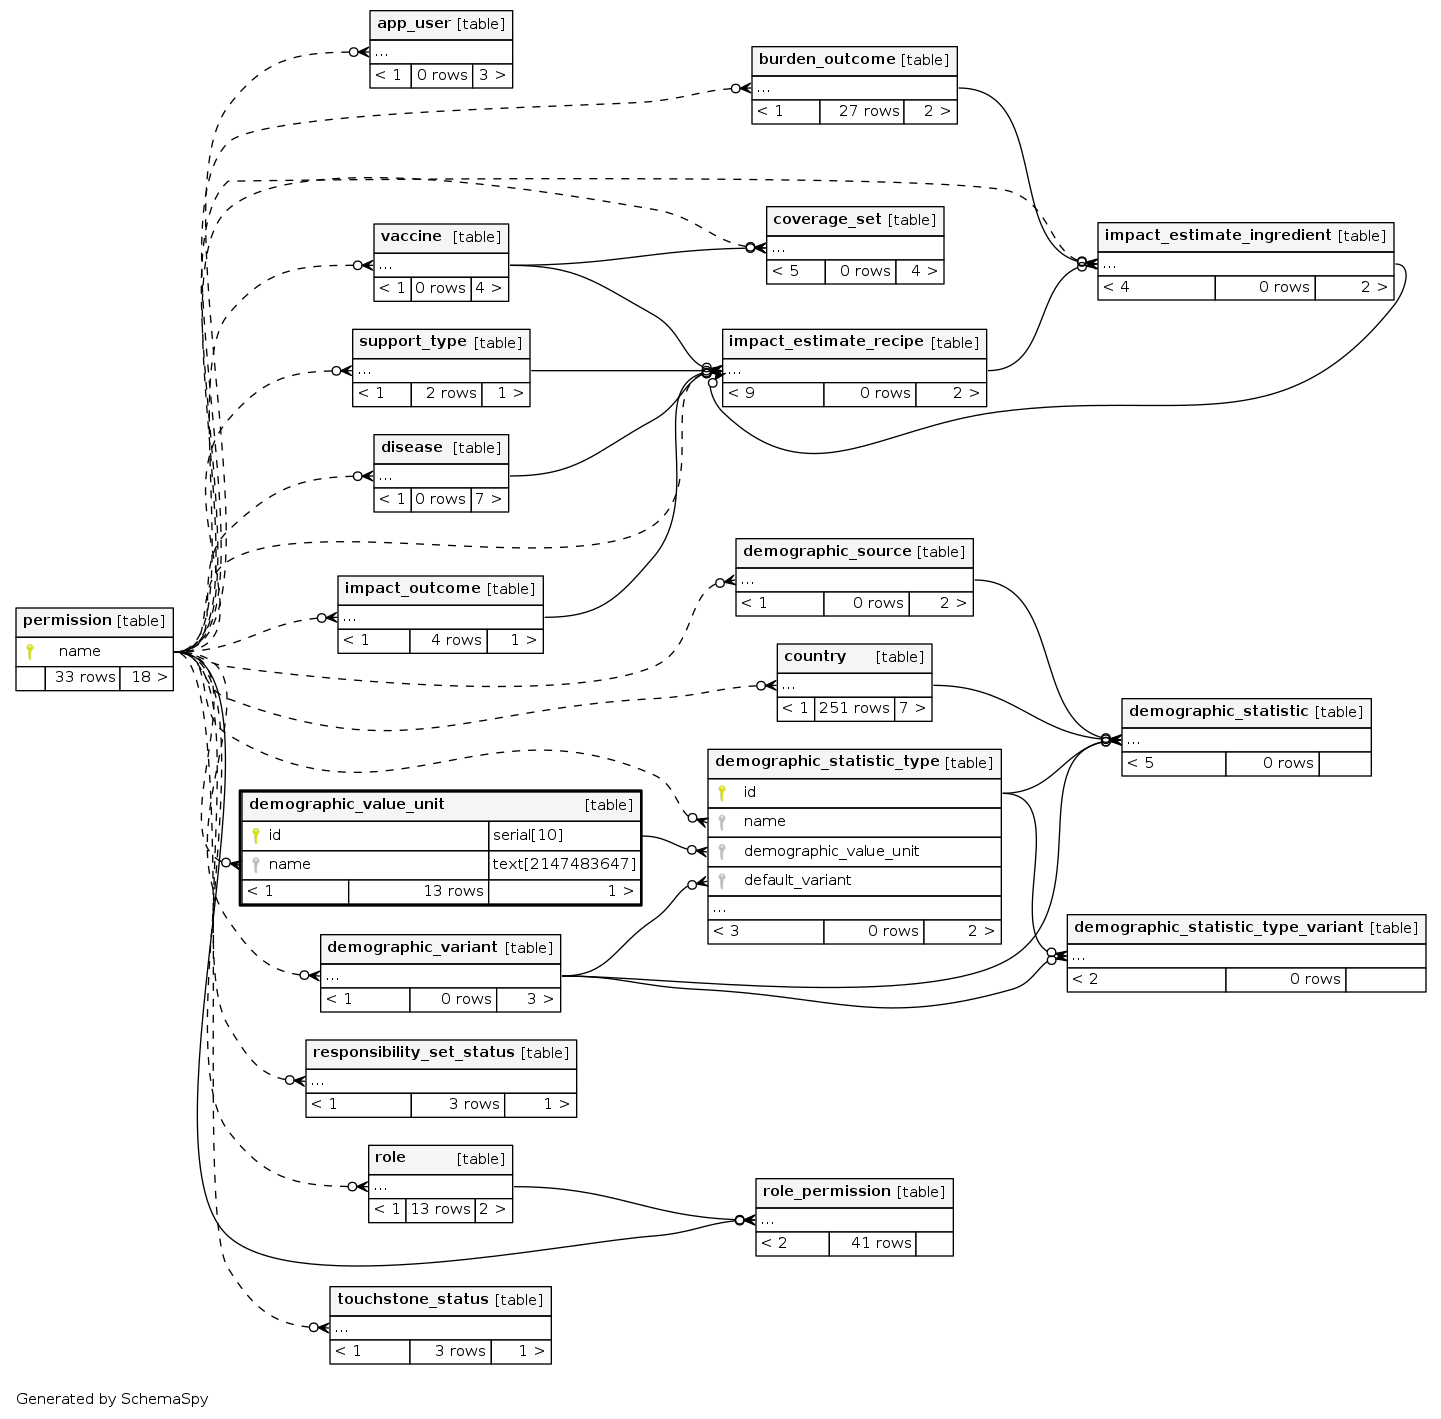 app_user [table]
...
< 1 0 rows 3 >
burden_outcome [table]
...
< 1 27 rows 2 >
coverage_set [table]
...
< 5 0 rows 4 >
vaccine [table]
...
< 1 0 rows 4 >
impact_estimate_ingredient [table]
...
< 4 0 rows 2 >
support_type [table]
...
< 1 2 rows 1 >
impact_estimate_recipe [table]
...
< 9 0 rows 2 >
disease [table]
...
< 1 0 rows 7 >
demographic_source [table]
...
< 1 0 rows 2 >
impact_outcome [table]
...
< 1 4 rows 1 >
permission [table]
name
33 rows 18 >
country [table]
...
< 1 251 rows 7 >
demographic_statistic [table]
...
< 5 0 rows
demographic_statistic_type [table]
id
name
demographic_value_unit
default_variant
...
< 3 0 rows 2 >
demographic_value_unit [table]
id serial[10]
name text[2147483647]
< 1 13 rows 1 >
demographic_statistic_type_variant [table]
...
< 2 0 rows
demographic_variant [table]
...
< 1 0 rows 3 >
responsibility_set_status [table]
...
< 1 3 rows 1 >
role [table]
...
< 1 13 rows 2 >
role_permission [table]
...
< 2 41 rows
touchstone_status [table]
...
< 1 3 rows 1 >
Generated by SchemaSpy